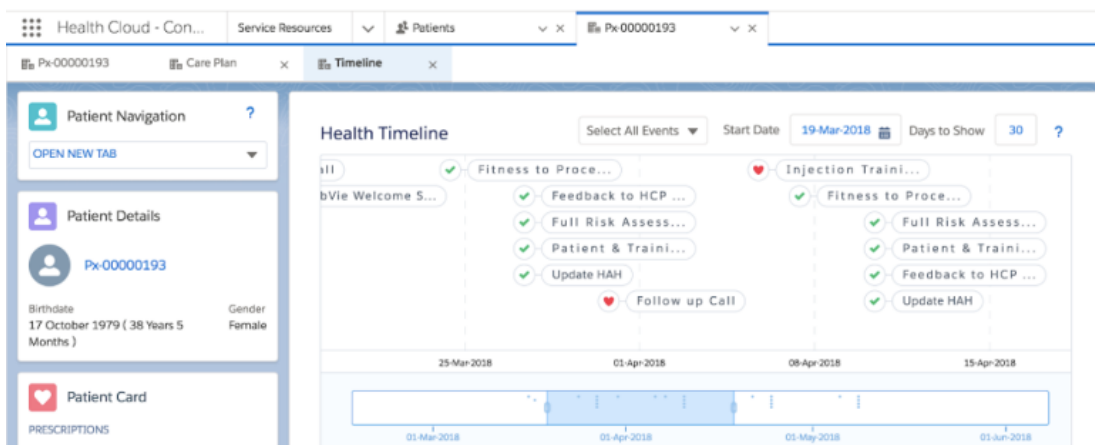 Health Cloud - Con... Service Resources Patients Px-00000193
Px-00000193 Care Plan Timeline
Patient Navigation ?
OPEN NEW TAB
Patient Details
Px-00000193
Birthdate Gender
17 October 1979 ( 38 Years 5 Female
Months )
Patient Card
PRESCRIPTIONS
Health Timeline Select All Events Start Date 19-Mar-2018 Days to Show 30 ?
all Fitness to Proce... Injection Traini...
bVie Welcome S... Feedback to HCP ... Fitness to Proce...
Full Risk Assess... Full Risk Assess...
Patient & Traini... Patient & Traini...
Update HAH Feedback to HCP ...
Follow up Call Update HAH
25-Mar-2018 01-Apr-2018 08-Apr-2018 15-Apr-2018
01-Mar-2018 01-Apr-2018 01-May-2018 01-Jun-2018